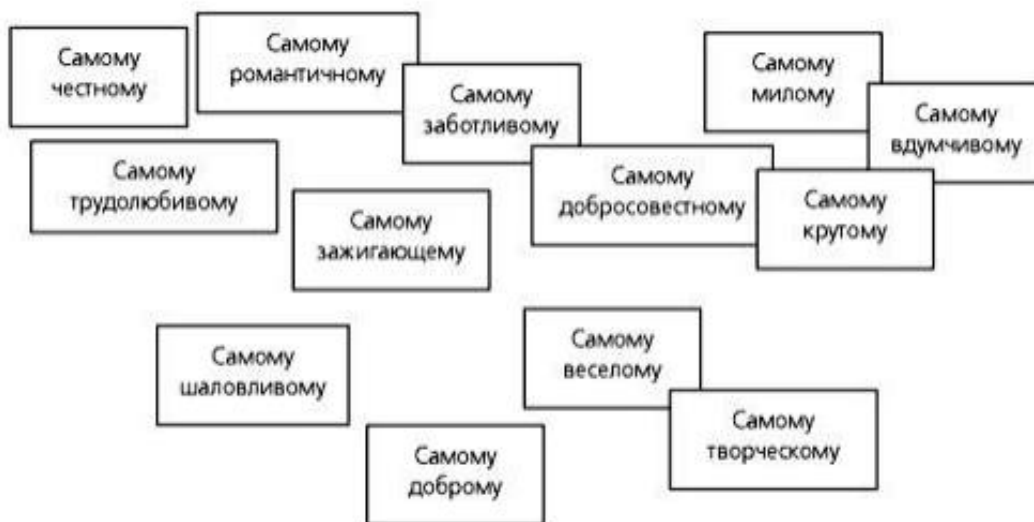 Самому
честному
Самому
романтичному
Самому
заботливому
Самому
милому
Самому
вдумчивому
Самому
трудолюбивому
Самому
зажигающему
Самому
добросовестному
Самому
крутому
Самому
шаловливому
Самому
веселому
Самому
доброму
Самому
творческому